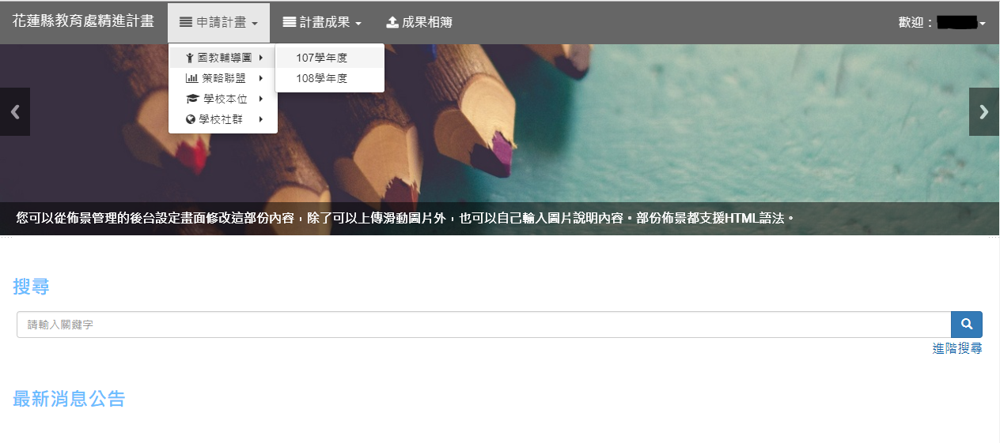 花蓮縣教育處精進計畫 申請計畫 計畫成果 成果相簿 歡迎：
國教輔導團 107學年度
策略聯盟 108學年度
學校本位
學校社群
您可以從佈景管理的後台設定畫面修改這部份內容，除了可以上傳滑動圖片外，也可以自己輸入圖片說明內容。部份佈景都支援HTML語法。
搜尋
請輸入關鍵字
進階搜尋
最新消息公告